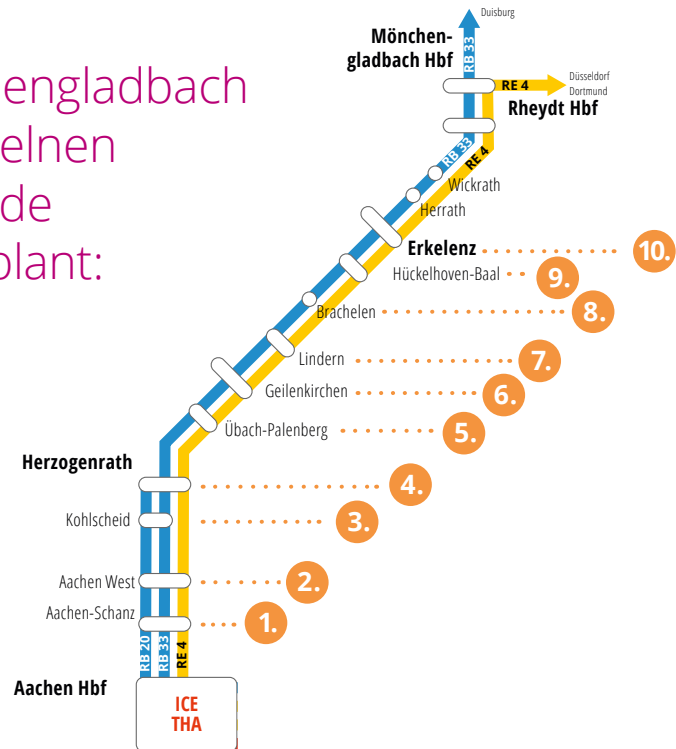 engladbach
elnen
de
plant:
Duisburg
Mönchen-
gladbach Hbf
RB 33
RE 4
Düsseldorf
Dortmund
Rheydt Hbf
RB 33
RE 4
Wickrath
Herrath
Erkelenz
10.
Hückelhoven-Baal
9.
Brachelen
8.
Lindern
7.
Geilenkirchen
6.
Übach-Palenberg
5.
Herzogenrath
4.
Kohlscheid
3.
Aachen West
2.
Aachen-Schanz
1.
RB 20
RB 33
RE 4
Aachen Hbf
ICE
THA